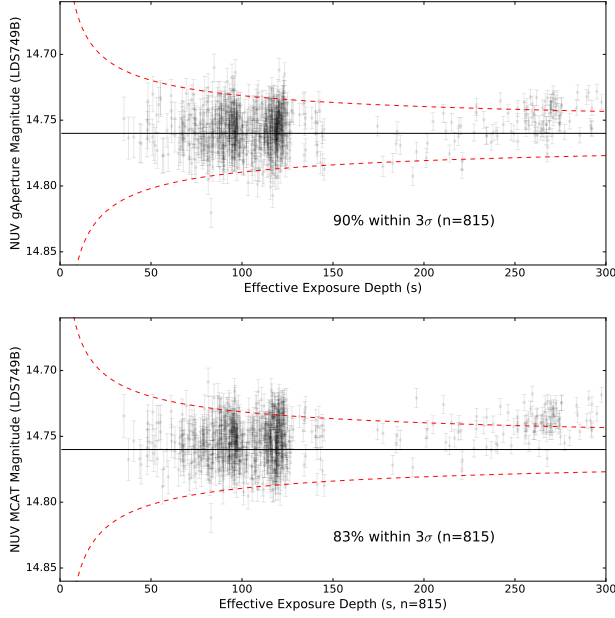 NUV gAperture Magnitude (LDS749B)
14.70
14.75
14.80
14.85
90% within 3σ (n=815)
0 50 100 150 200 250 300
Effective Exposure Depth (s)
NUV MCAT Magnitude (LDS749B)
14.70
14.75
14.80
14.85
83% within 3σ (n=815)
0 50 100 150 200 250 300
Effective Exposure Depth (s, n=815)